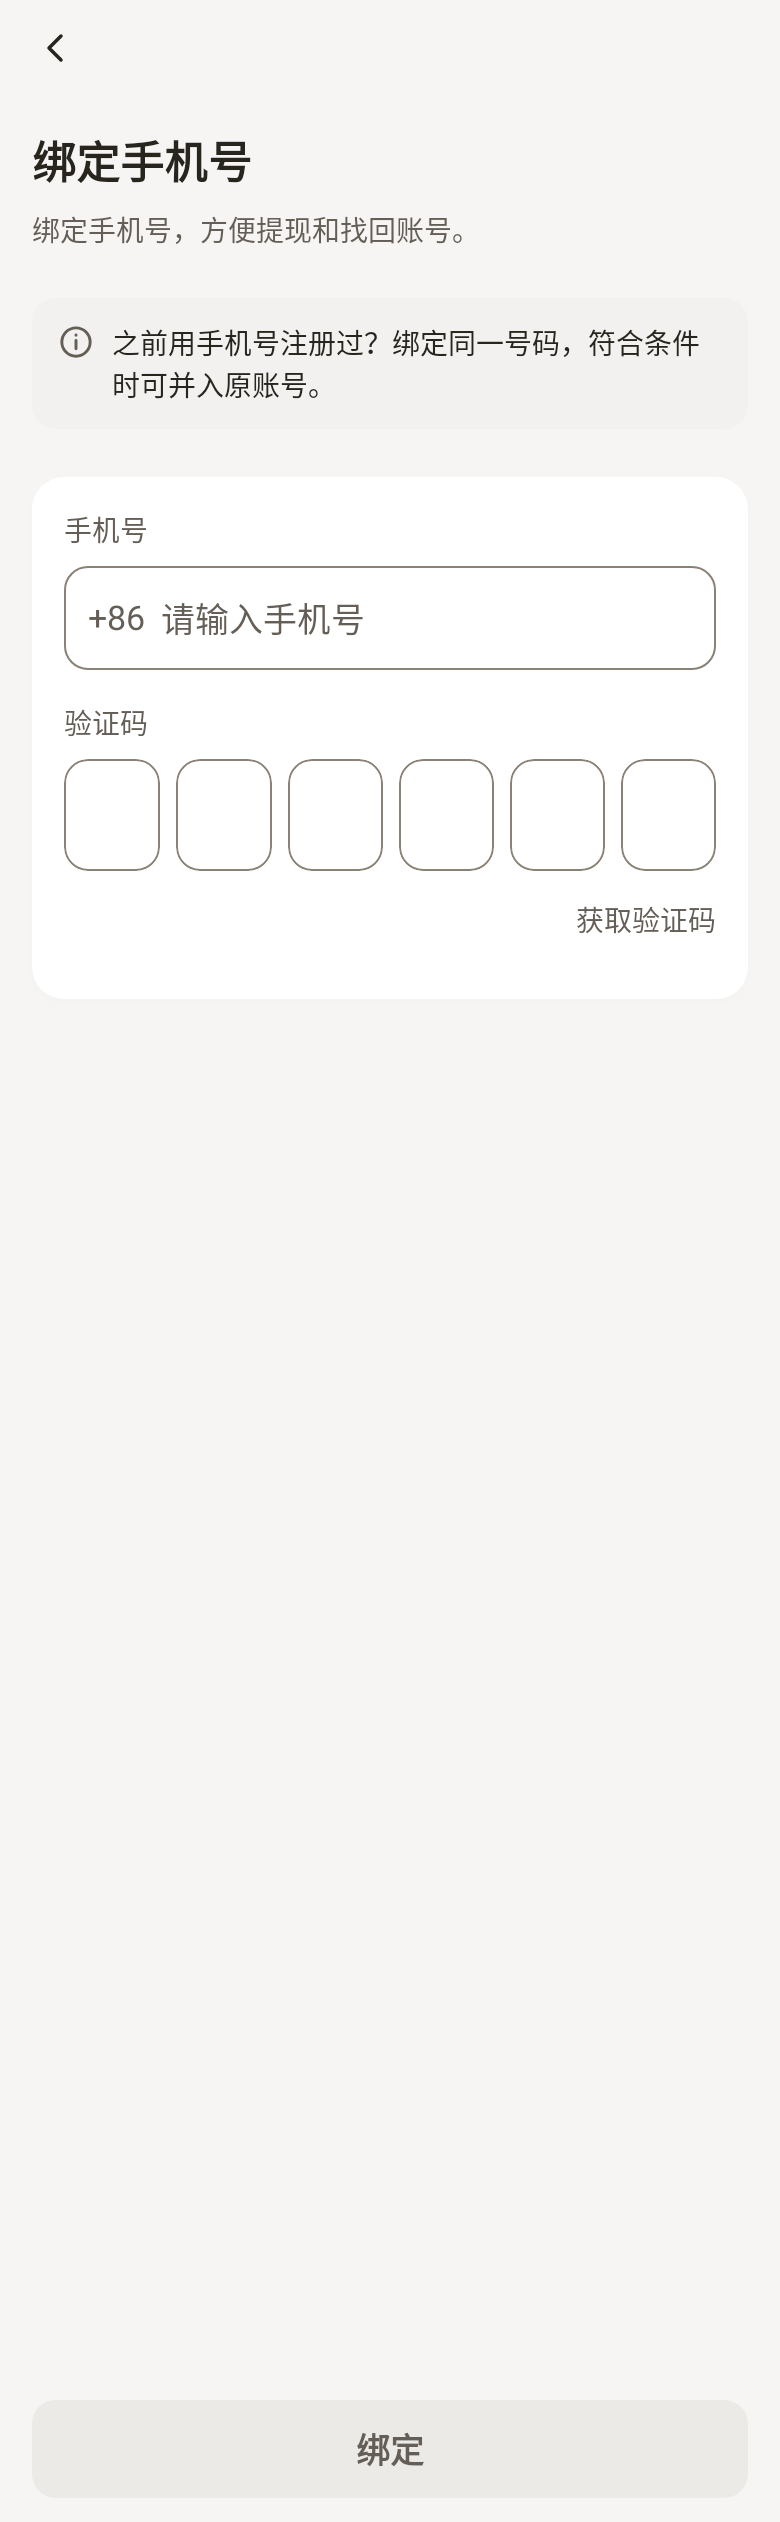 绑定手机号
绑定手机号，方便提现和找回账号。
之前用手机号注册过？绑定同一号码，符合条件
时可并入原账号。
手机号
+86 请输入手机号
验证码
获取验证码
绑定